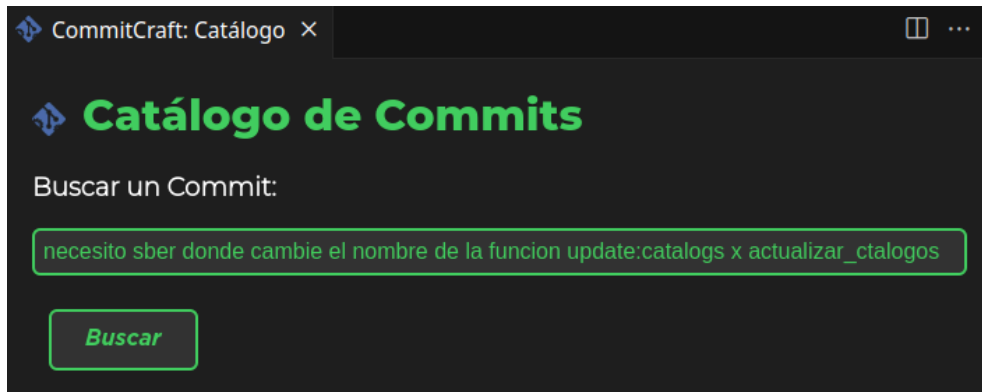 CommitCraft: Catálogo
Catálogo de Commits
Buscar un Commit:
necesito sber donde cambie el nombre de la funcion update:catalogs x actualizar_ctalogos
Buscar